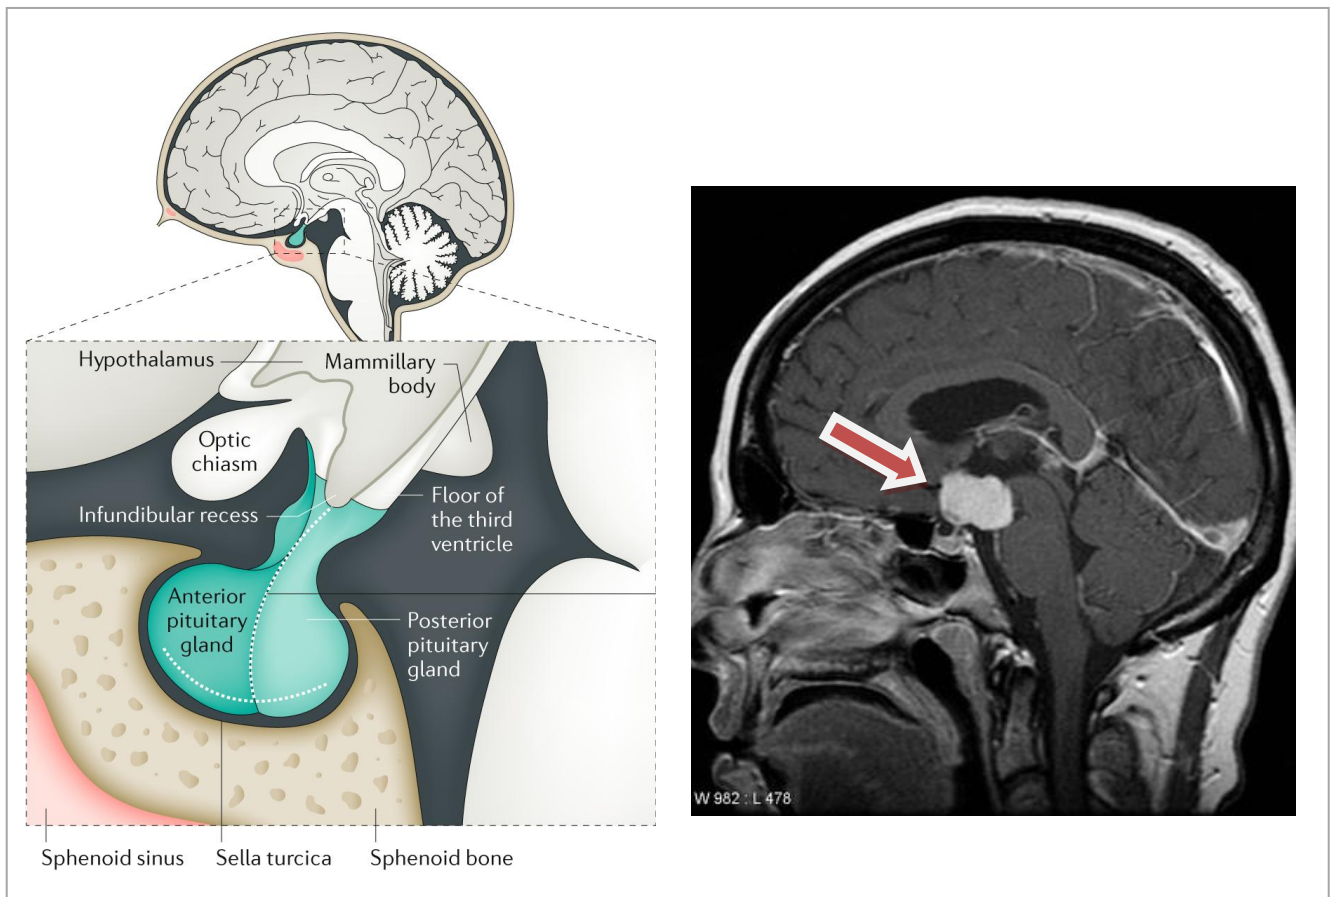 Hypothalamus
Mammillary
body
Optic
chiasm
Infundibular recess
Floor of
the third
ventricle
Anterior
pituitary
gland
Posterior
pituitary
gland
Sphenoid sinus
Sella turcica
Sphenoid bone
W 982 : L 478